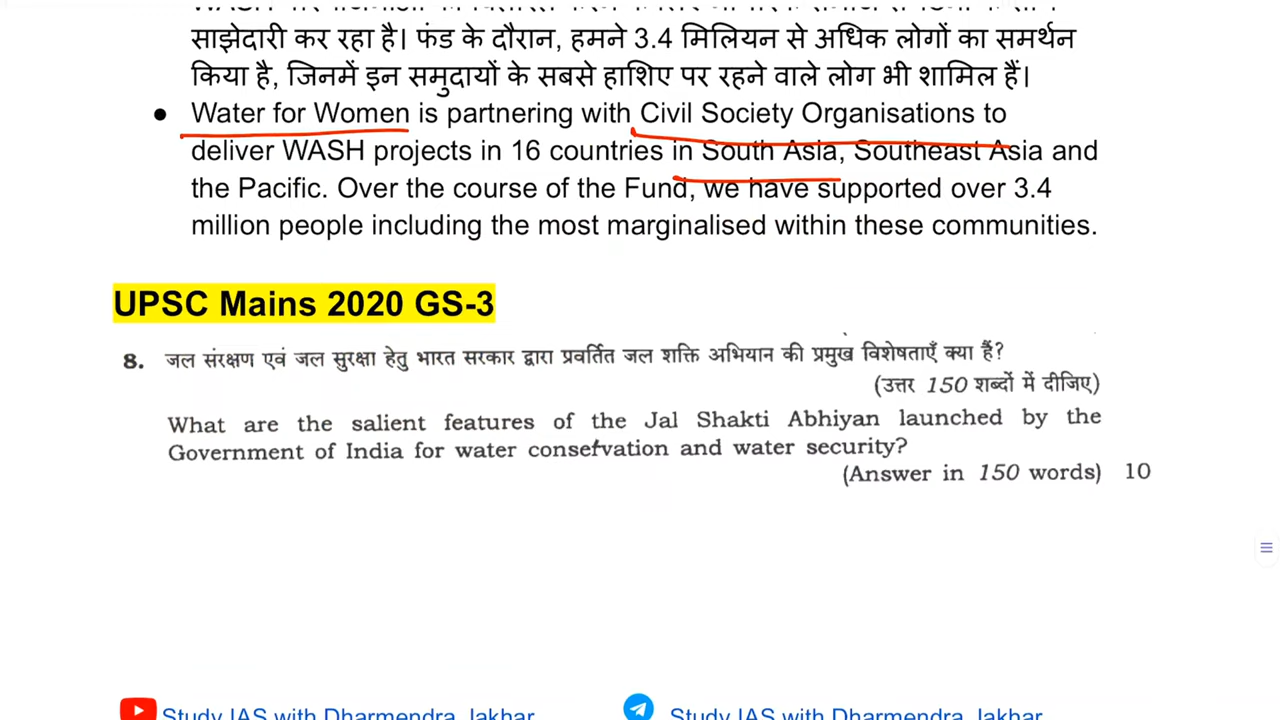 साझेदारी कर रहा है। फंड के दौरान, हमने 3.4 मिलियन से अधिक लोगों का समर्थन
किया है, जिनमें इन समुदायों के सबसे हाशिए पर रहने वाले लोग भी शामिल हैं।
● Water for Women is partnering with Civil Society Organisations to
deliver WASH projects in 16 countries in South Asia, Southeast Asia and
the Pacific. Over the course of the Fund, we have supported over 3.4
million people including the most marginalised within these communities.
UPSC Mains 2020 GS-3
8. जल संरक्षण एवं जल सुरक्षा हेतु भारत सरकार द्वारा प्रवर्तित जल शक्ति अभियान की प्रमुख विशेषताएँ क्या हैं?
(उत्तर 150 शब्दों में दीजिए)
What are the salient features of the Jal Shakti Abhiyan launched by the
Government of India for water conservation and water security?
(Answer in 150 words) 10
Study IAS with Dharmendra Jakhar Study IAS with Dharmendra Jakhar